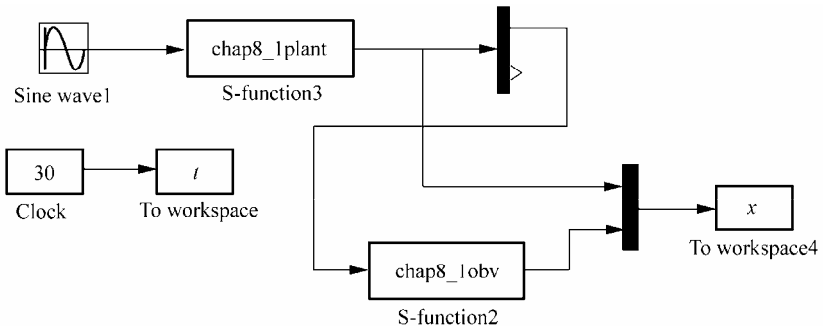 chap8_1plant
Sine wave1
S-function3
30
t
Clock
To workspace
x
To workspace4
chap8_1obv
S-function2